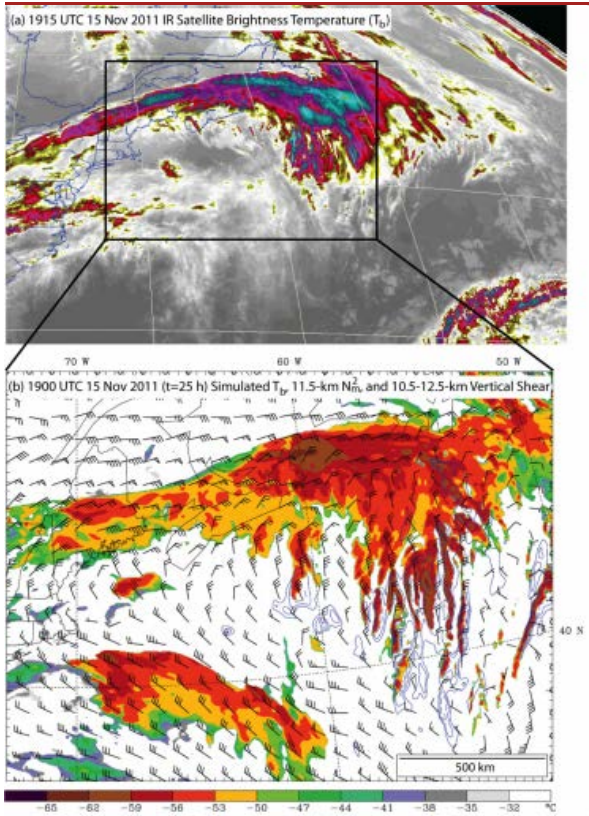 (a) 1915 UTC 15 Nov 2011 IR Satellite Brightness Temperature (Tb)
70 W 60 W 50 W
(b) 1900 UTC 15 Nov 2011 (t=25 h) Simulated Tb, 11.5-km N²m, and 10.5-12.5-km Vertical Shear
40 N
500 km
−65 −62 −59 −56 −53 −50 −47 −44 −41 −38 −35 −32 °C